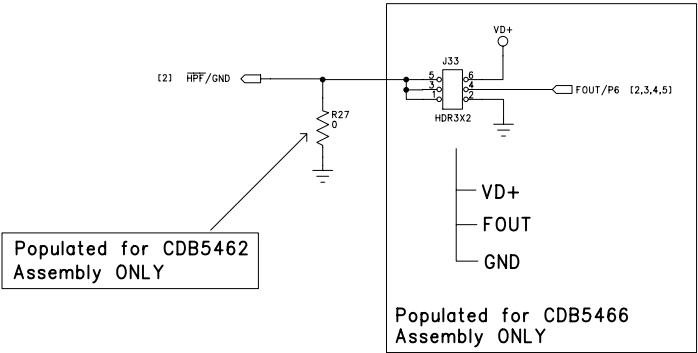 VD+
J33
[2] HPF/GND
5 6
3 4
1 2
FOUT/P6 [2,3,4,5]
R27
0
HDR3X2
VD+
FOUT
GND
Populated for CDB5462
Assembly ONLY
Populated for CDB5466
Assembly ONLY